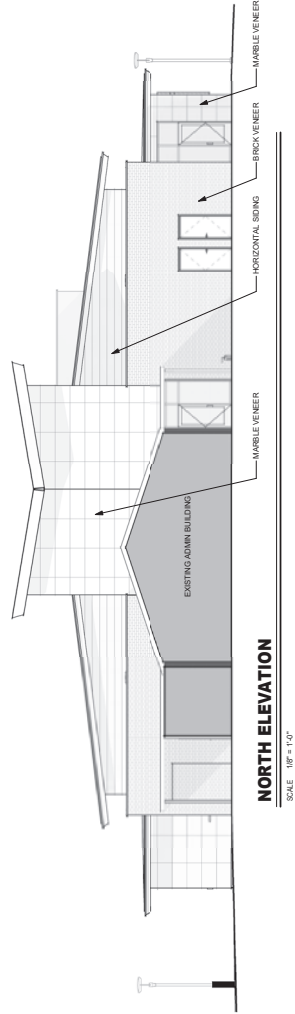 MARBLE VENEER
HORIZONTAL SIDING
BRICK VENEER
MARBLE VENEER
EXISTING ADMIN BUILDING
NORTH ELEVATION
SCALE 1/8" = 1'-0"